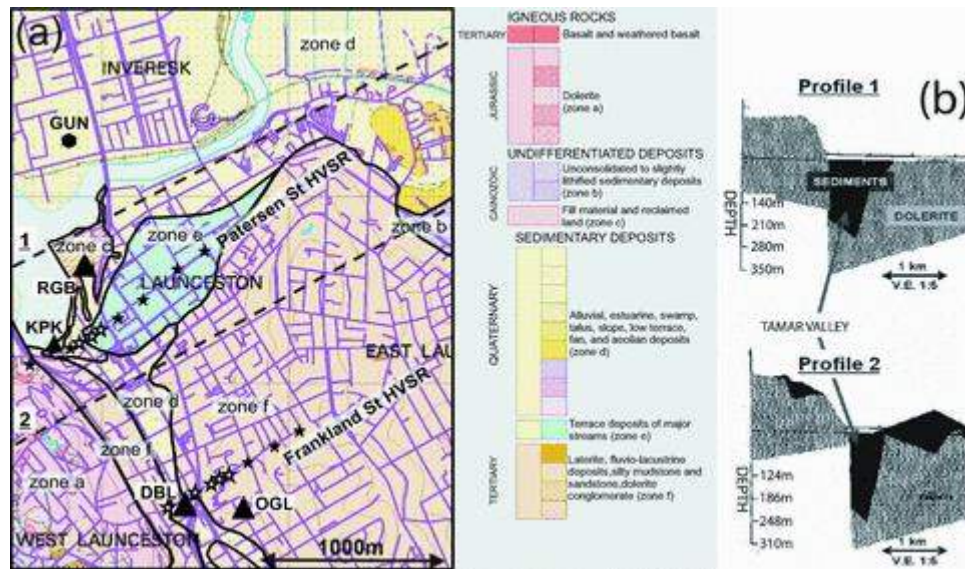 (a)
zone d
INVERESK
GUN
Patersen St HVSR
zone e
zone b
1
zone c
LAUNCESTON
RGB
KPK
EAST LAU
zone d
Frankland St HVSR
2
zone f
zone f
zone a
DBL
OGL
WEST LAUNCESTON
1000m
IGNEOUS ROCKS
TERTIARY
Basalt and weathered basalt
JURASSIC
Dolerite
(zone a)
UNDIFFERENTIATED DEPOSITS
CAINOZOIC
Unconsolidated to slightly
lithified sedimentary deposits
(zone b)
Fill material and reclaimed
land (zone c)
SEDIMENTARY DEPOSITS
QUATERNARY
Alluvial, estuarine, swamp,
talus, slope, low terrace,
fan, and aeolian deposits
(zone d)
Terrace deposits of major
streams (zone e)
TERTIARY
Laterite, fluvio-lacustrine
deposits,silty mudstone and
sandstone,dolerite
conglomerate (zone f)
(b)
Profile 1
SEDIMENTS
DOLERITE
DEPTH
140m
210m
280m
350m
1 km
V.E. 1:5
TAMAR VALLEY
Profile 2
DEPTH
124m
186m
248m
310m
1 km
V.E. 1:5